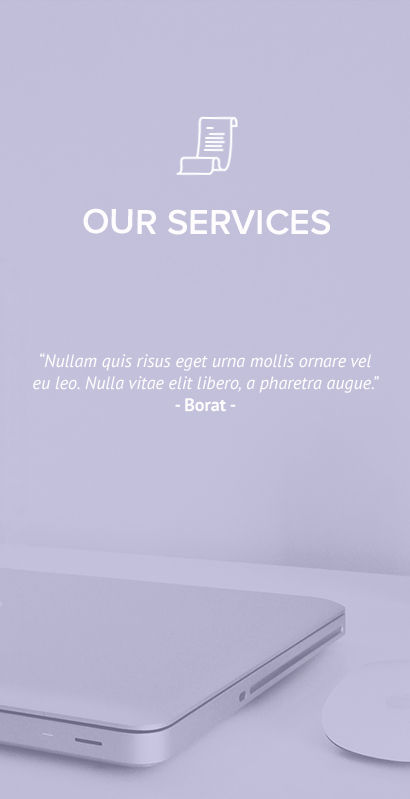 OUR SERVICES
“Nullam quis risus eget urna mollis ornare vel
eu leo. Nulla vitae elit libero, a pharetra augue.”
- Borat -